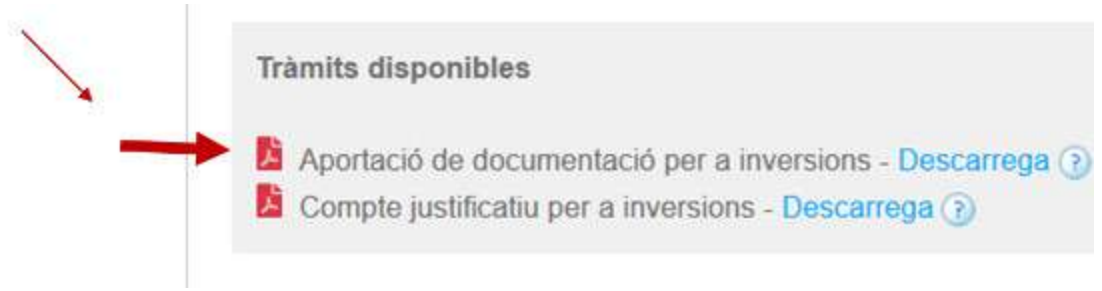 Tràmits disponibles
Aportació de documentació per a inversions - Descarrega ?
Compte justificatiu per a inversions - Descarrega ?